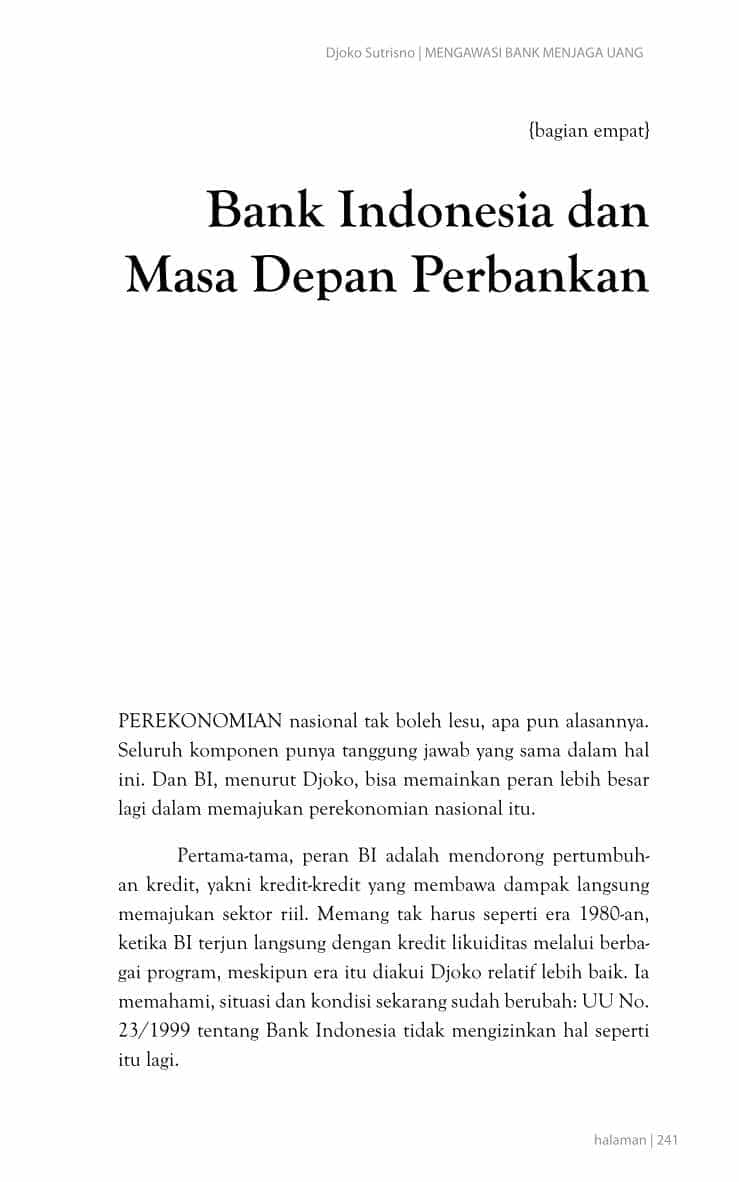 Djoko Sutrisno | MENGAWASI BANK MENJAGA UANG
{bagian empat}
Bank Indonesia dan
Masa Depan Perbankan
PEREKONOMIAN nasional tak boleh lesu, apa pun alasannya.
Seluruh komponen punya tanggung jawab yang sama dalam hal
ini. Dan BI, menurut Djoko, bisa memainkan peran lebih besar
lagi dalam memajukan perekonomian nasional itu.
Pertama-tama, peran BI adalah mendorong pertumbuh-
an kredit, yakni kredit-kredit yang membawa dampak langsung
memajukan sektor riil. Memang tak harus seperti era 1980-an,
ketika BI terjun langsung dengan kredit likuiditas melalui berba-
gai program, meskipun era itu diakui Djoko relatif lebih baik. Ia
memahami, situasi dan kondisi sekarang sudah berubah: UU No.
23/1999 tentang Bank Indonesia tidak mengizinkan hal seperti
itu lagi.
halaman | 241